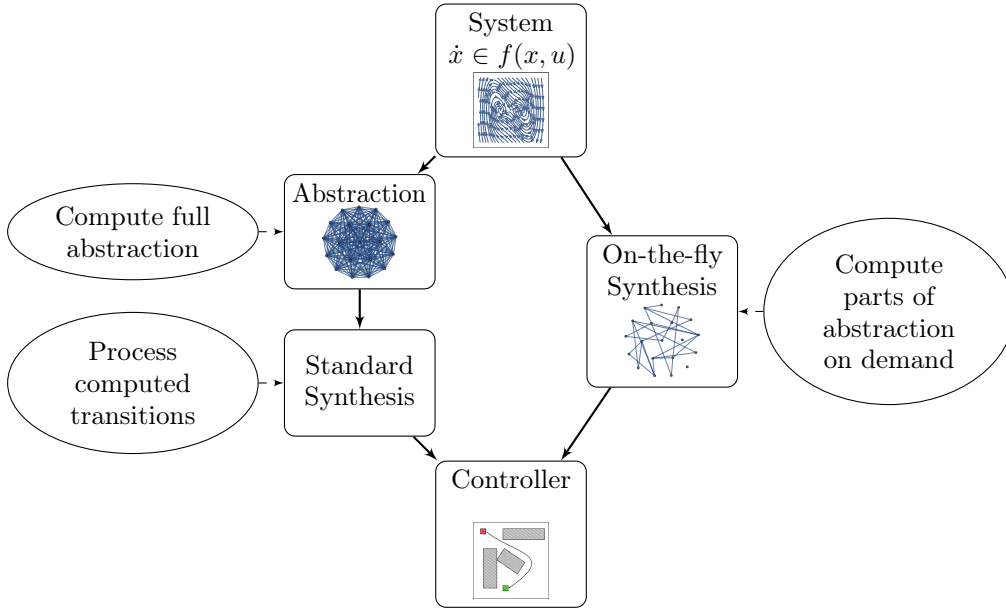 System
ẋ ∈ f(x, u)
Abstraction
Compute full
abstraction
On-the-fly
Synthesis
Compute
parts of
abstraction
on demand
Process
computed
transitions
Standard
Synthesis
Controller